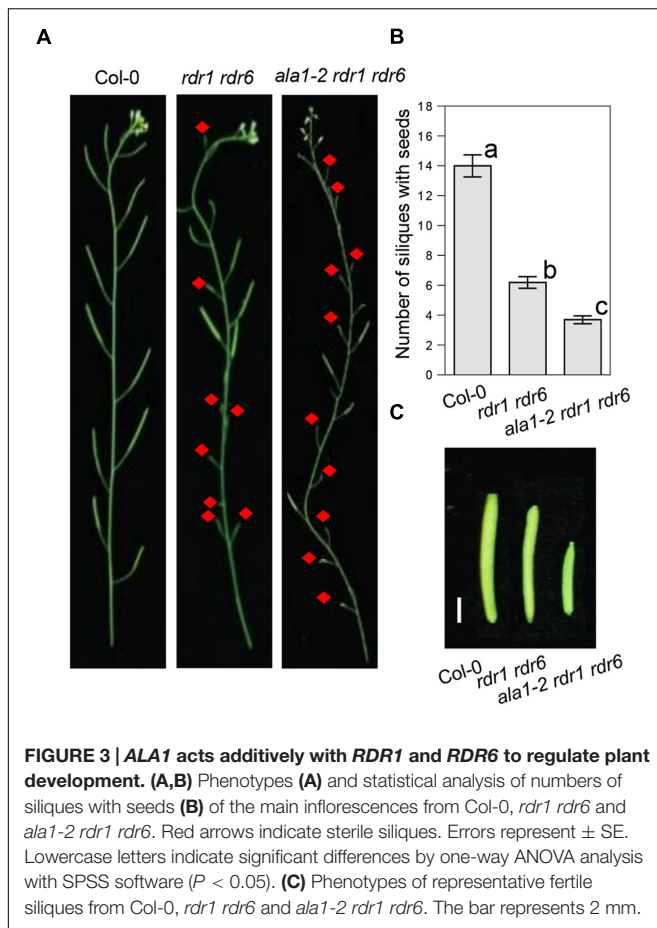 A
Col-0
rdr1 rdr6
ala1-2 rdr1 rdr6
B
Number of siliques with seeds
18
16
14
12
10
8
6
4
2
0
a
b
c
Col-0
rdr1 rdr6
ala1-2 rdr1 rdr6
C
Col-0
rdr1 rdr6
ala1-2 rdr1 rdr6
FIGURE 3 | ALA1 acts additively with RDR1 and RDR6 to regulate plant
development. (A,B) Phenotypes (A) and statistical analysis of numbers of
siliques with seeds (B) of the main inflorescences from Col-0, rdr1 rdr6 and
ala1-2 rdr1 rdr6. Red arrows indicate sterile siliques. Errors represent ± SE.
Lowercase letters indicate significant differences by one-way ANOVA analysis
with SPSS software (P < 0.05). (C) Phenotypes of representative fertile
siliques from Col-0, rdr1 rdr6 and ala1-2 rdr1 rdr6. The bar represents 2 mm.